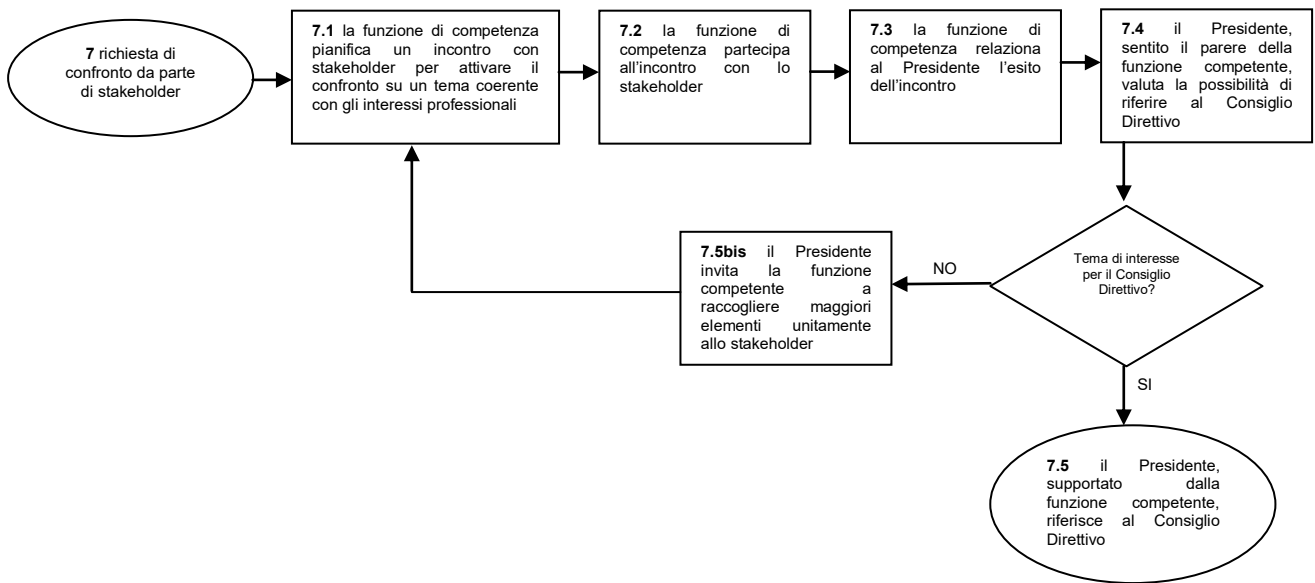 7 richiesta di
confronto da parte
di stakeholder
7.1 la funzione di competenza
pianifica un incontro con
stakeholder per attivare il
confronto su un tema coerente
con gli interessi professionali
7.2 la funzione di
competenza partecipa
all'incontro con lo
stakeholder
7.3 la funzione di
competenza relaziona
al Presidente l'esito
dell'incontro
7.4 il Presidente,
sentito il parere della
funzione competente,
valuta la possibilità di
riferire al Consiglio
Direttivo
Tema di interesse
per il Consiglio
Direttivo?
NO
7.5bis il Presidente
invita la funzione
competente a
raccogliere maggiori
elementi unitamente
allo stakeholder
SI
7.5 il Presidente,
supportato dalla
funzione competente,
riferisce al Consiglio
Direttivo